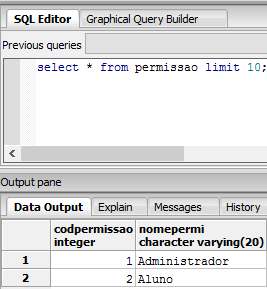 SQL Editor Graphical Query Builder
Previous queries
select * from permissao limit 10;
Output pane
Data Output Explain Messages History
codpermissao nomepermi
integer character varying(20)
1 1 Administrador
2 2 Aluno